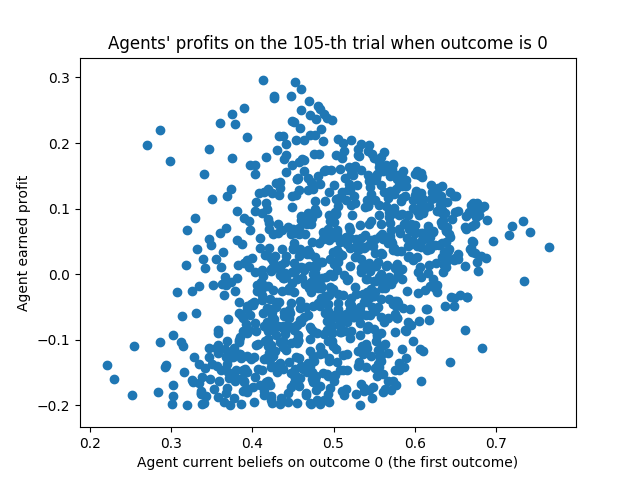 Agents' profits on the 105-th trial when outcome is 0
0.3
0.2
0.1
0.0
−0.1
−0.2
Agent earned profit
0.2 0.3 0.4 0.5 0.6 0.7
Agent current beliefs on outcome 0 (the first outcome)